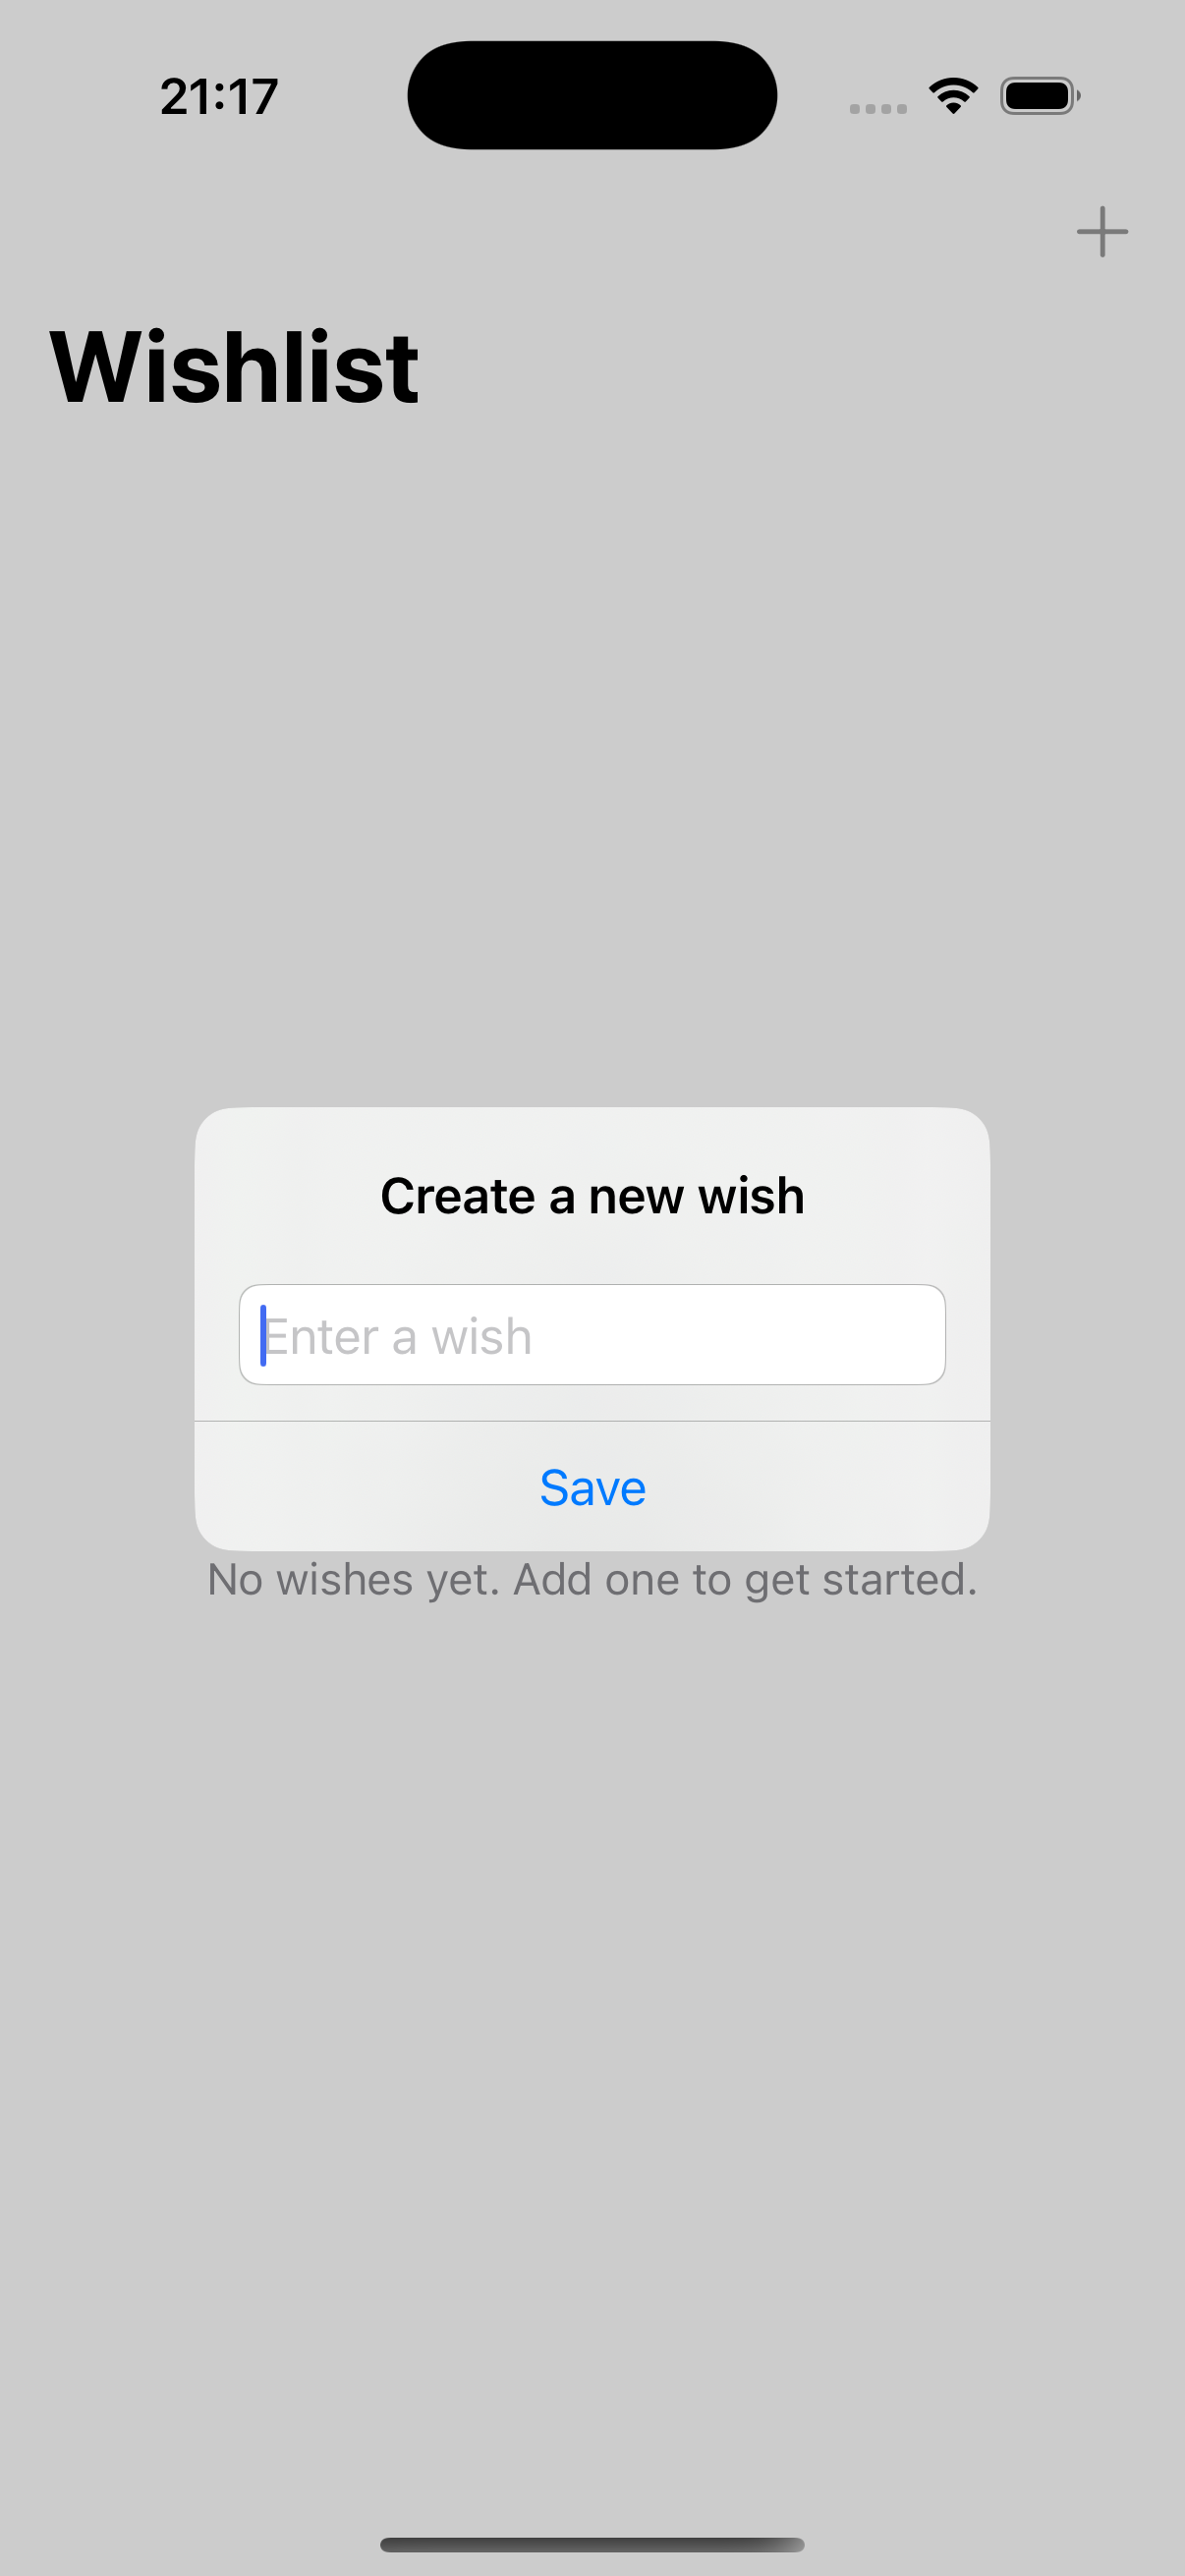 21:17
Wishlist
Create a new wish
Enter a wish
Save
No wishes yet. Add one to get started.